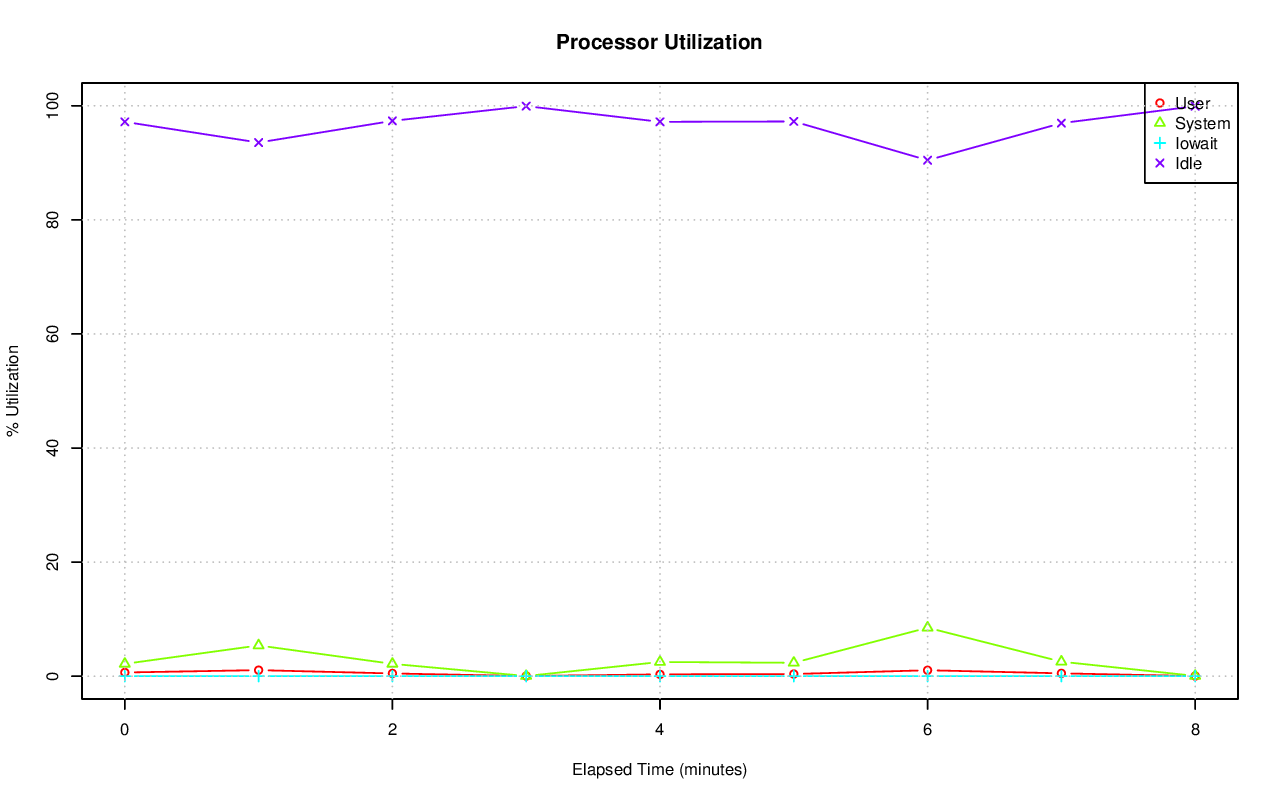 Processor Utilization
% Utilization
100
80
60
40
20
0
User
System
Iowait
Idle
0 2 4 6 8
Elapsed Time (minutes)